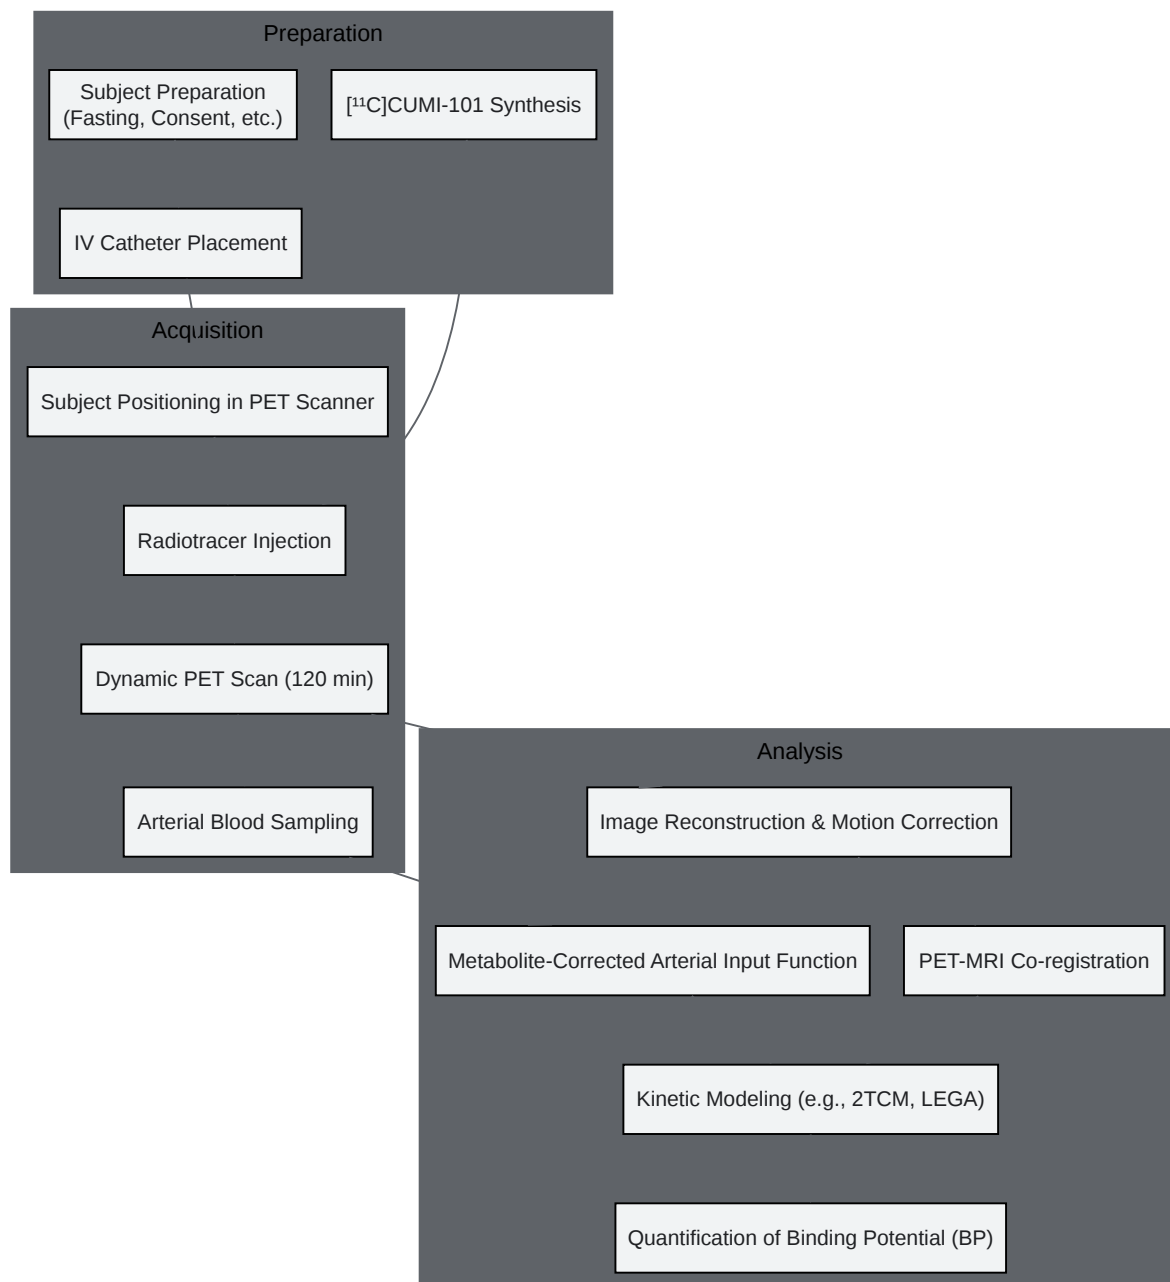 Preparation
Subject Preparation
(Fasting, Consent, etc.)
[¹¹C]CUMI-101 Synthesis
IV Catheter Placement
Acquisition
Subject Positioning in PET Scanner
Radiotracer Injection
Dynamic PET Scan (120 min)
Arterial Blood Sampling
Analysis
Image Reconstruction & Motion Correction
Metabolite-Corrected Arterial Input Function
PET-MRI Co-registration
Kinetic Modeling (e.g., 2TCM, LEGA)
Quantification of Binding Potential (BP)